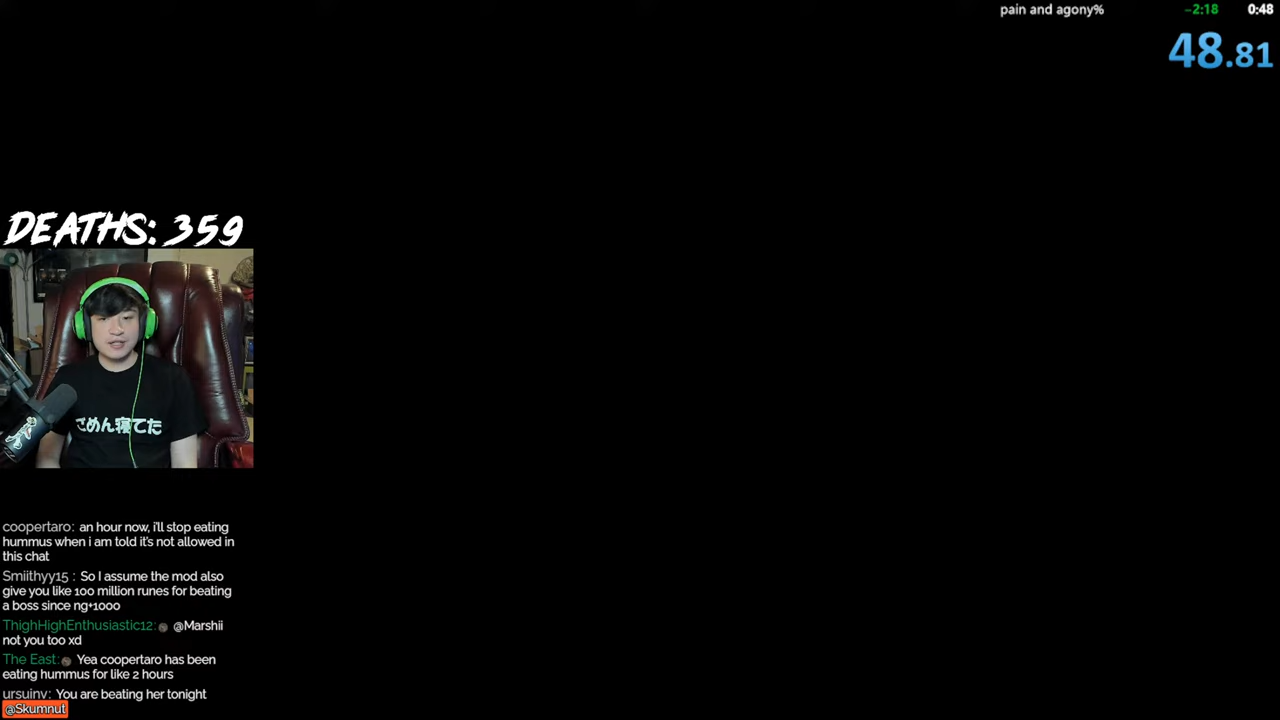 pain and agony% −2:18 0:48
48.81
DEATHS: 359
ごめん寝てた
coopertaro: an hour now, i'll stop eating
hummus when i am told it's not allowed in
this chat
Smiithyy15 : So I assume the mod also
give you like 100 million runes for beating
a boss since ng+1000
ThighHighEnthusiastic12: @Marshii
not you too xd
The East: Yea coopertaro has been
eating hummus for like 2 hours
ursuinv: You are beating her tonight
@Skumnut